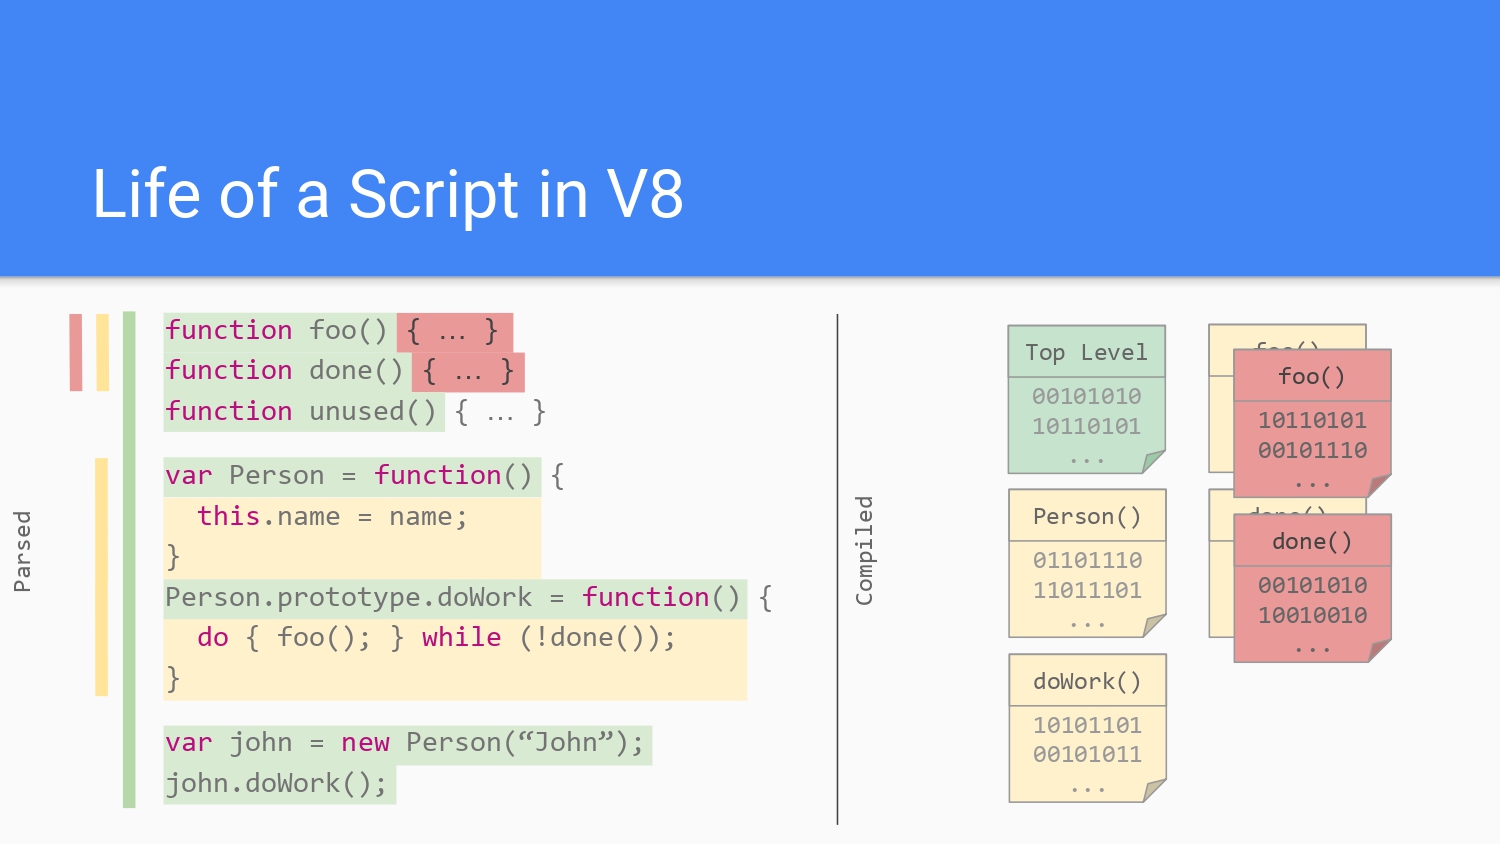 Life of a Script in V8
Parsed
function foo() { … }
function done() { … }
function unused() { … }
var Person = function() {
this.name = name;
}
Person.prototype.doWork = function() {
do { foo(); } while (!done());
}
var john = new Person(“John”);
john.doWork();
Compiled
Top Level
00101010
10110101
...
foo()
foo()
10110101
00101110
...
Person()
01101110
11011101
...
done()
done()
00101010
10010010
...
doWork()
10101101
00101011
...